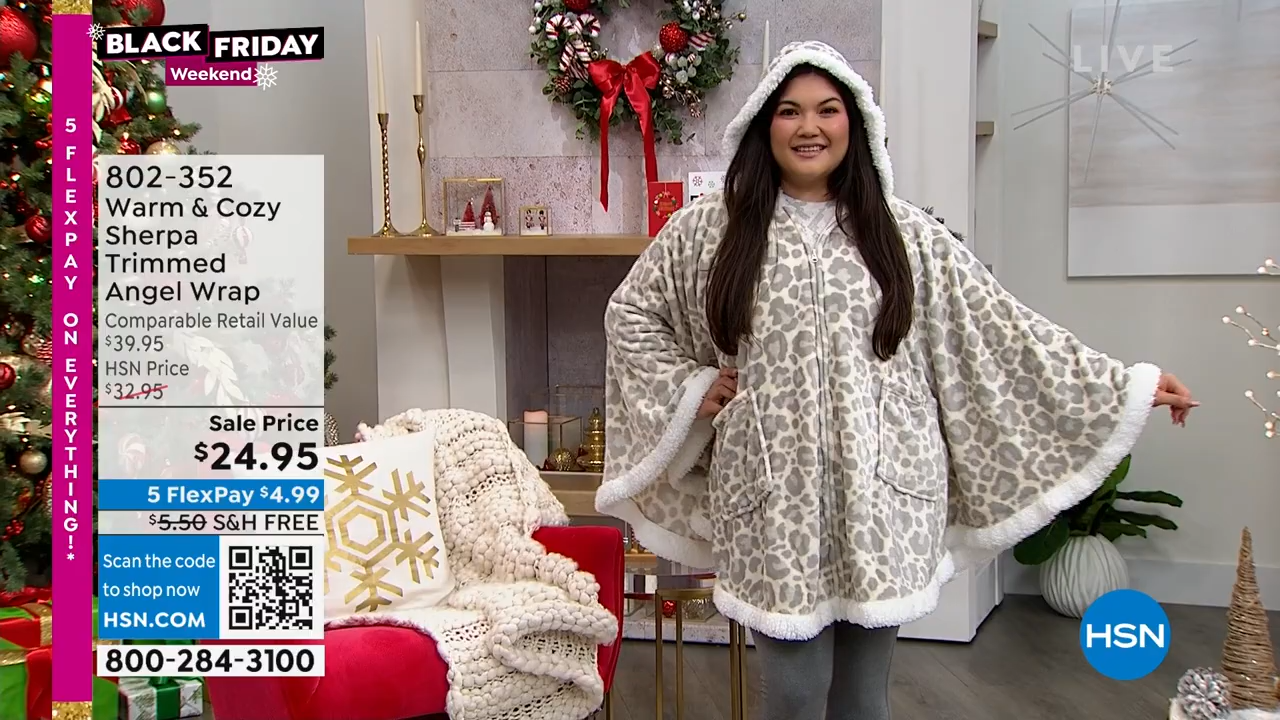 BLACK FRIDAY
Weekend
LIVE
5 FLEXPAY ON EVERYTHING!*
802-352
Warm & Cozy
Sherpa
Trimmed
Angel Wrap
Comparable Retail Value
$39.95
HSN Price
$32.95
Sale Price
$24.95
5 FlexPay $4.99
$5.50 S&H FREE
Scan the code
to shop now
HSN.COM
800-284-3100
HSN